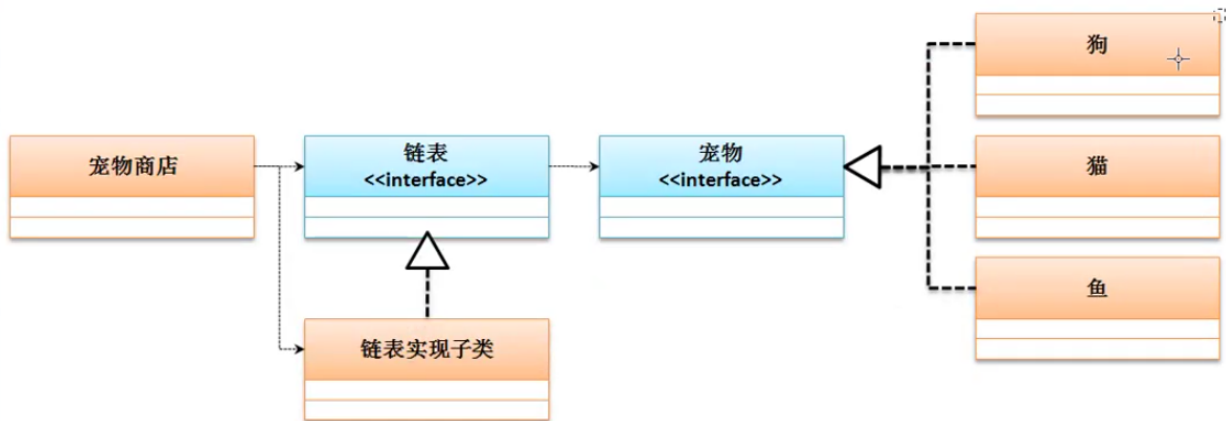 狗
宠物商店
链表
<<interface>>
宠物
<<interface>>
猫
鱼
链表实现子类